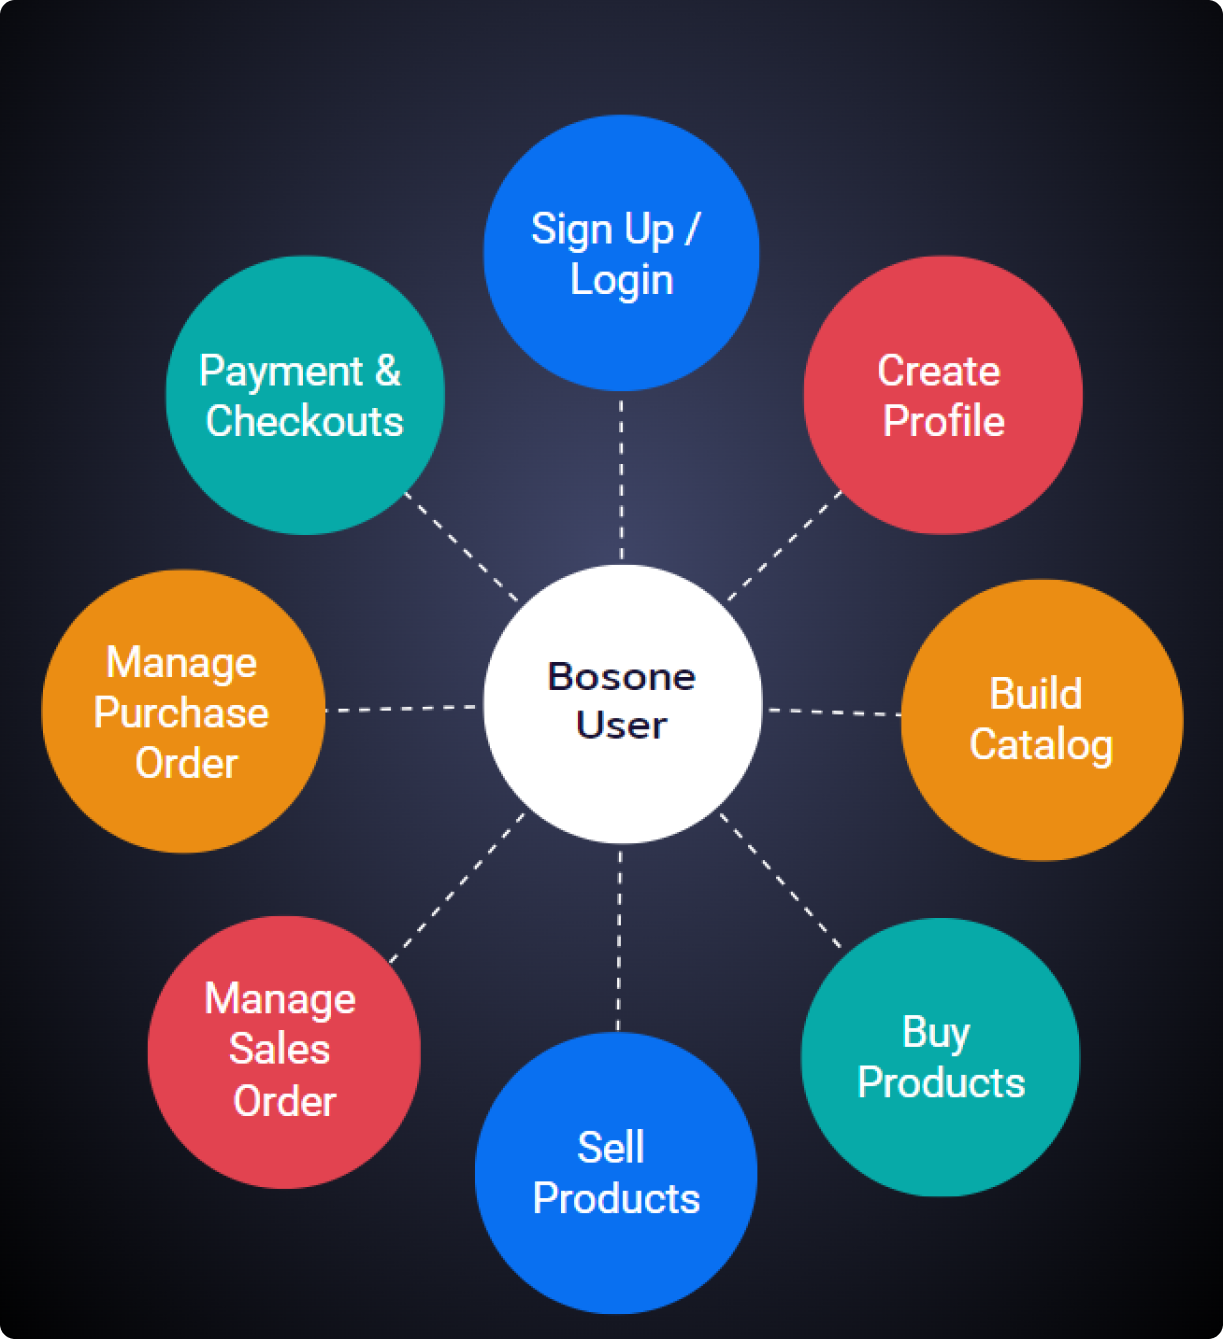 Sign Up /
Login
Create
Profile
Build
Catalog
Buy
Products
Sell
Products
Manage
Sales
Order
Manage
Purchase
Order
Payment &
Checkouts
Bosone
User